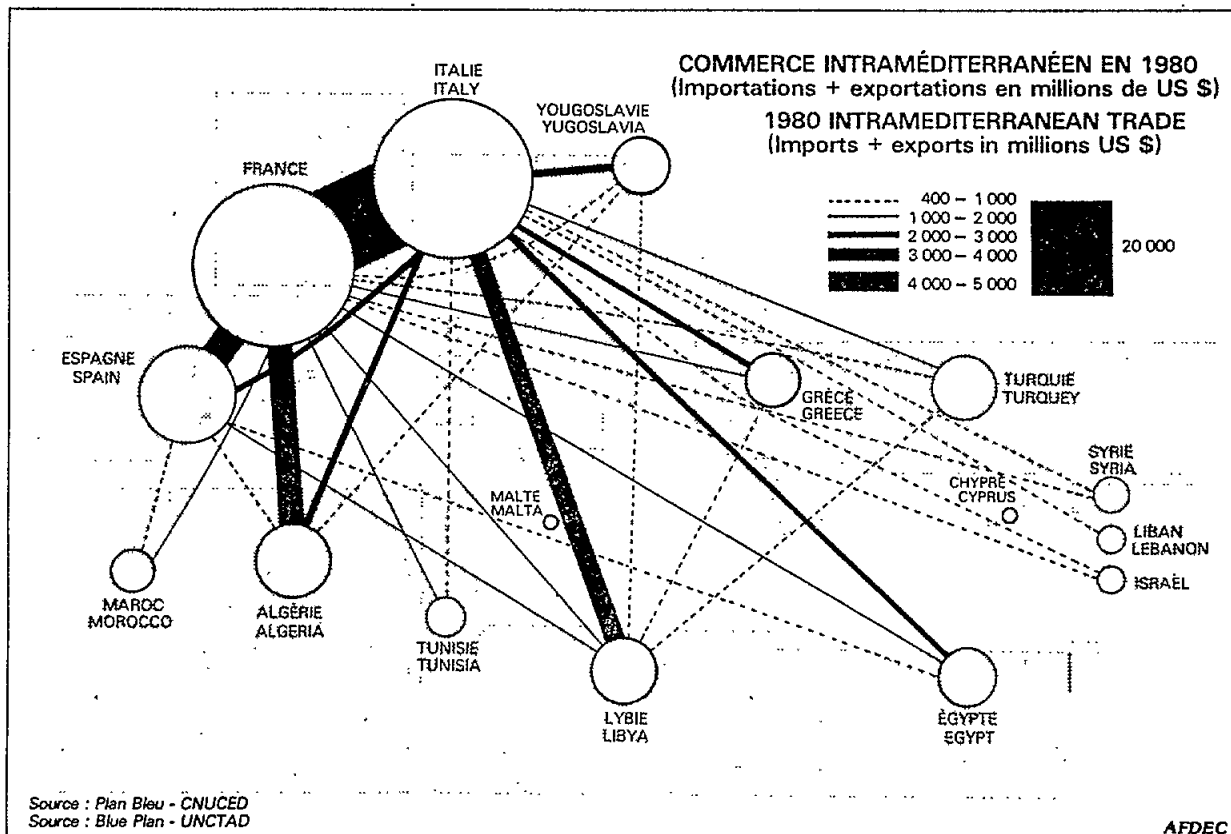 COMMERCE INTRAMÉDITERRANÉEN EN 1980
(Importations + exportations en millions de US $)
1980 INTRAMEDITERRANEAN TRADE
(Imports + exports in millions US $)
400 – 1 000
1 000 – 2 000
2 000 – 3 000
3 000 – 4 000
4 000 – 5 000
20 000
ITALIE
ITALY
YOUGOSLAVIE
YUGOSLAVIA
FRANCE
ESPAGNE
SPAIN
GRÈCE
GREECE
TURQUIE
TURQUEY
SYRIE
SYRIA
CHYPRE
CYPRUS
MALTE
MALTA
LIBAN
LEBANON
ISRAËL
MAROC
MOROCCO
ALGÉRIE
ALGERIA
TUNISIE
TUNISIA
LYBIE
LIBYA
ÉGYPTE
EGYPT
Source : Plan Bleu - CNUCED
Source : Blue Plan - UNCTAD
AFDEC